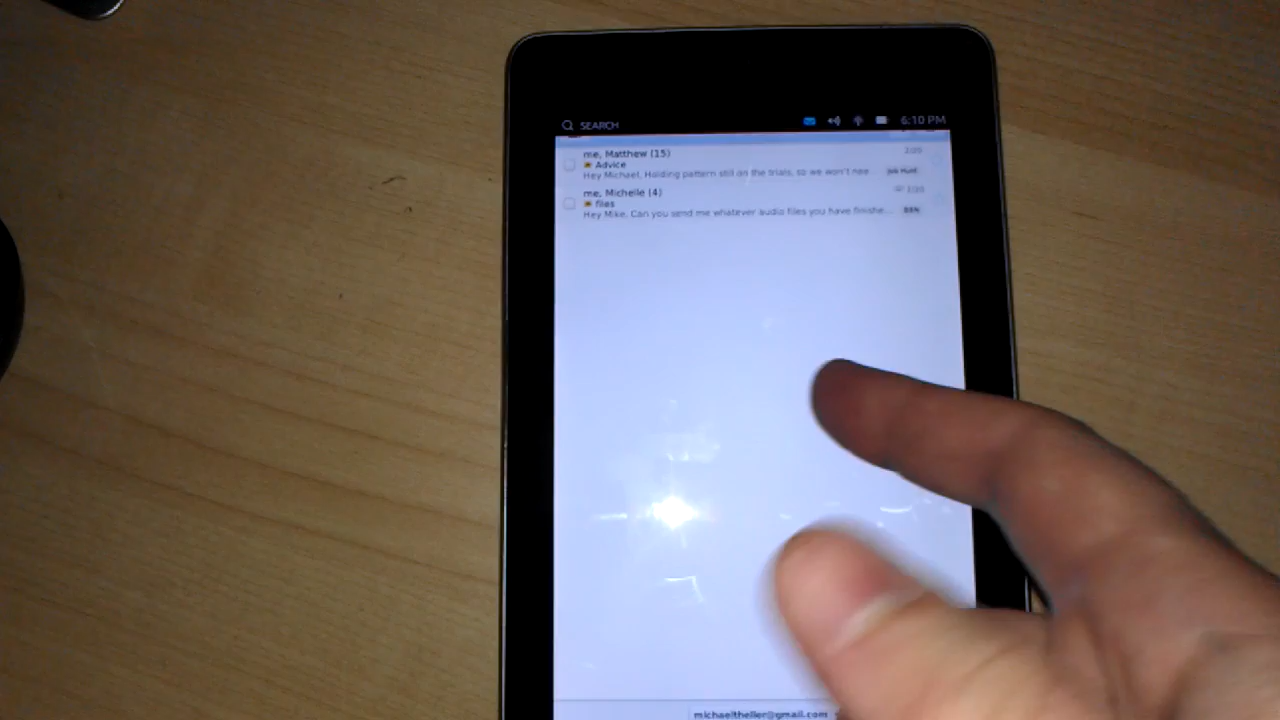 SEARCH 6:10 PM
me, Matthew (15)
Advice
Hey Michael, Holding pattern still on the trials, so we won't nee... Job Hunt
me, Michelle (4)
files
Hey Mike, Can you send me whatever audio files you have finishe...
michaeltheller@gmail.com